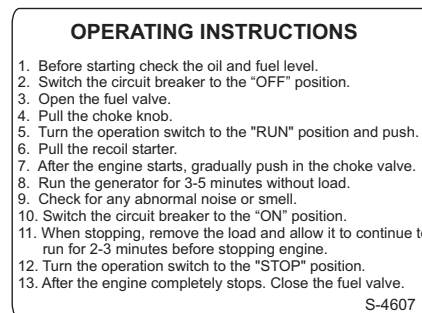 OPERATING INSTRUCTIONS
1. Before starting check the oil and fuel level.
2. Switch the circuit breaker to the “OFF” position.
3. Open the fuel valve.
4. Pull the choke knob.
5. Turn the operation switch to the "RUN" position and push.
6. Pull the recoil starter.
7. After the engine starts, gradually push in the choke valve.
8. Run the generator for 3-5 minutes without load.
9. Check for any abnormal noise or smell.
10. Switch the circuit breaker to the “ON” position.
11. When stopping, remove the load and allow it to continue to
run for 2-3 minutes before stopping engine.
12. Turn the operation switch to the "STOP" position.
13. After the engine completely stops. Close the fuel valve.
S-4607